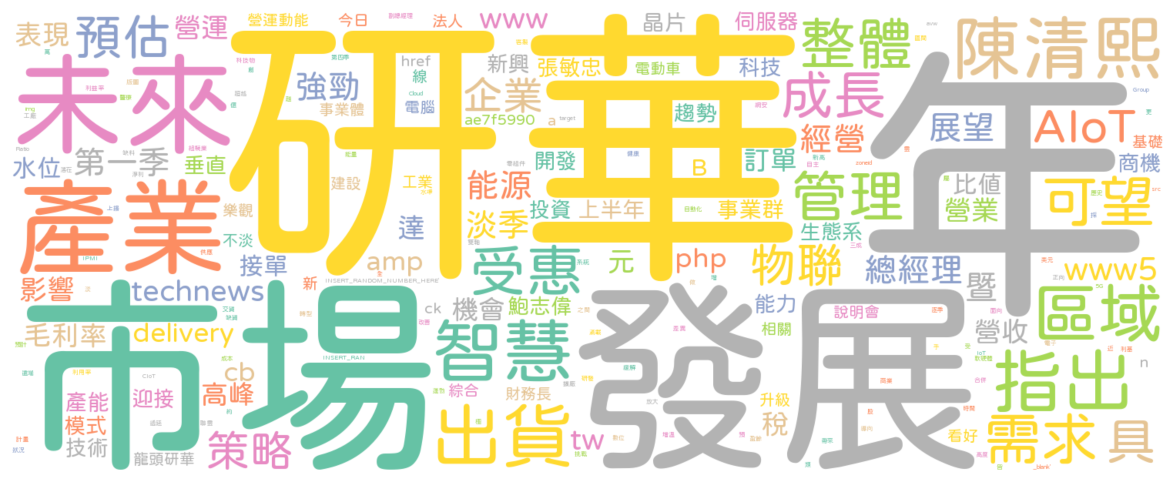 研華
年
市場
發展
未來
產業
陳清熙
整體
成長
管理
區域
指出
需求
具
出貨
智慧
受惠
物聯
可望
AIoT
預估
表現
營運
營運動能
今日
法人
www
晶片
伺服器
新興
張敏忠
電動車
科技
href
線
強勁
企業
事業體
電腦
ae7f5990
a
target
趨勢
經營
展望
基礎
商機
水位
第一季
垂直
建設
工業
能源
開發
B
訂單
比值
營業
樂觀
不淡
達
淡季
投資
上半年
事業群
生態系
影響
接單
新
amp
元
php
總經理
暨
www5
technews
INSERT_RANDOM_NUMBER_HERE
ck
機會
鮑志偉
能力
說明會
營收
毛利率
delivery
INSERT_RAN
相關
cb
高峰
綜合
財務長
升級
稅
看好
n
產能
迎接
模式
技術
龍頭研華
策略
tw
_blank
Cloud
Group
IPMI